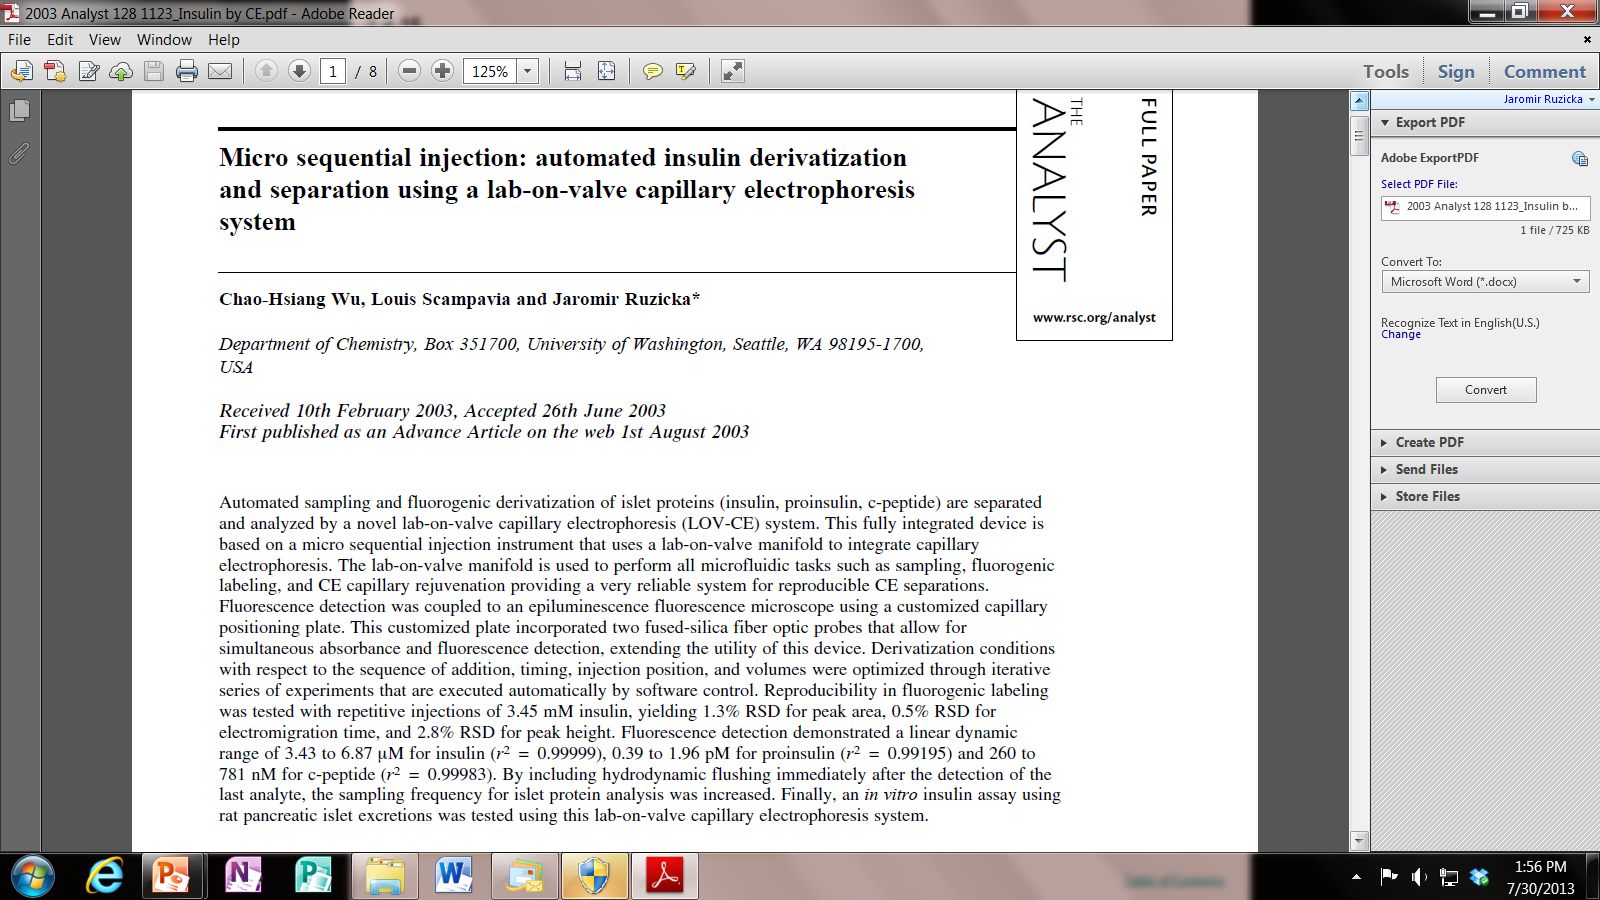 2003 Analyst 128 1123_Insulin by CE.pdf - Adobe Reader
File Edit View Window Help
1 / 8 125% Tools Sign Comment
Jaromir Ruzicka
Export PDF
Adobe ExportPDF
Select PDF File:
2003 Analyst 128 1123_Insulin b...
1 file / 725 KB
Convert To:
Microsoft Word (*.docx)
Recognize Text in English(U.S.)
Change
Convert
Create PDF
Send Files
Store Files
FULL PAPER
THE
ANALYST
www.rsc.org/analyst
Micro sequential injection: automated insulin derivatization
and separation using a lab-on-valve capillary electrophoresis
system
Chao-Hsiang Wu, Louis Scampavia and Jaromir Ruzicka*
Department of Chemistry, Box 351700, University of Washington, Seattle, WA 98195-1700,
USA
Received 10th February 2003, Accepted 26th June 2003
First published as an Advance Article on the web 1st August 2003
Automated sampling and fluorogenic derivatization of islet proteins (insulin, proinsulin, c-peptide) are separated
and analyzed by a novel lab-on-valve capillary electrophoresis (LOV-CE) system. This fully integrated device is
based on a micro sequential injection instrument that uses a lab-on-valve manifold to integrate capillary
electrophoresis. The lab-on-valve manifold is used to perform all microfluidic tasks such as sampling, fluorogenic
labeling, and CE capillary rejuvenation providing a very reliable system for reproducible CE separations.
Fluorescence detection was coupled to an epiluminescence fluorescence microscope using a customized capillary
positioning plate. This customized plate incorporated two fused-silica fiber optic probes that allow for
simultaneous absorbance and fluorescence detection, extending the utility of this device. Derivatization conditions
with respect to the sequence of addition, timing, injection position, and volumes were optimized through iterative
series of experiments that are executed automatically by software control. Reproducibility in fluorogenic labeling
was tested with repetitive injections of 3.45 mM insulin, yielding 1.3% RSD for peak area, 0.5% RSD for
electromigration time, and 2.8% RSD for peak height. Fluorescence detection demonstrated a linear dynamic
range of 3.43 to 6.87 μM for insulin (r² = 0.99999), 0.39 to 1.96 pM for proinsulin (r² = 0.99195) and 260 to
781 nM for c-peptide (r² = 0.99983). By including hydrodynamic flushing immediately after the detection of the
last analyte, the sampling frequency for islet protein analysis was increased. Finally, an in vitro insulin assay using
rat pancreatic islet excretions was tested using this lab-on-valve capillary electrophoresis system.
Table of Contents
1:56 PM
7/30/2013